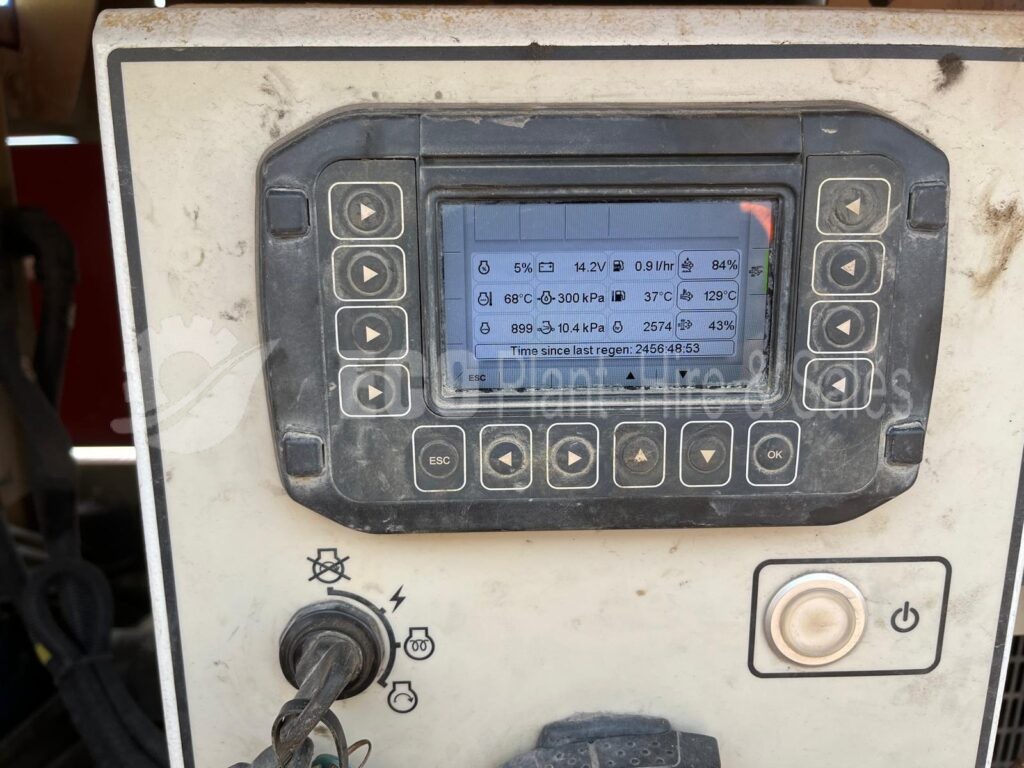 5% 14.2V 0.9 l/hr 84%
68°C 300 kPa 37°C 129°C
899 10.4 kPa 2574 43%
Time since last regen: 2456:48:53
ESC
Plant Hire & Sales
ESC OK